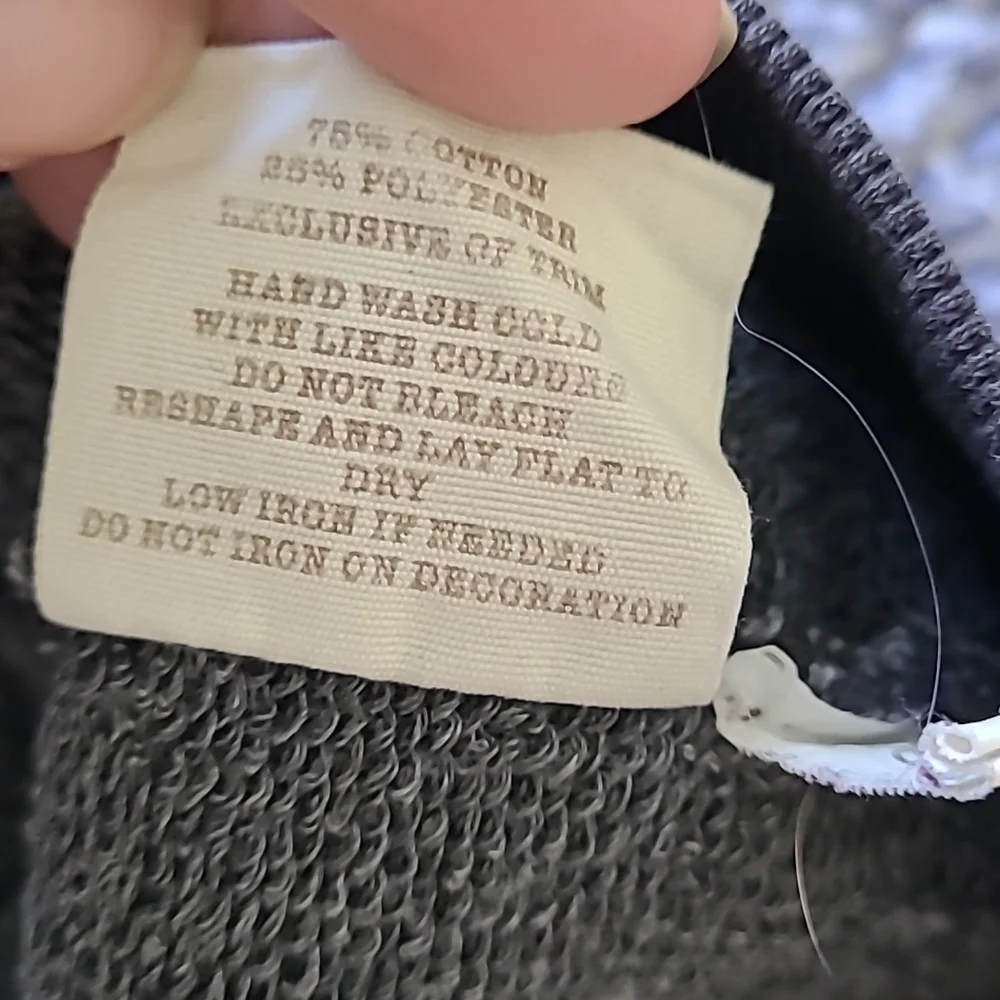 75% COTTON
25% POLYESTER
EXCLUSIVE OF TRIM
HAND WASH COLD
WITH LIKE COLOURS
DO NOT BLEACH
RESHAPE AND LAY FLAT TO
DRY
LOW IRON IF NEEDED
DO NOT IRON ON DECORATION